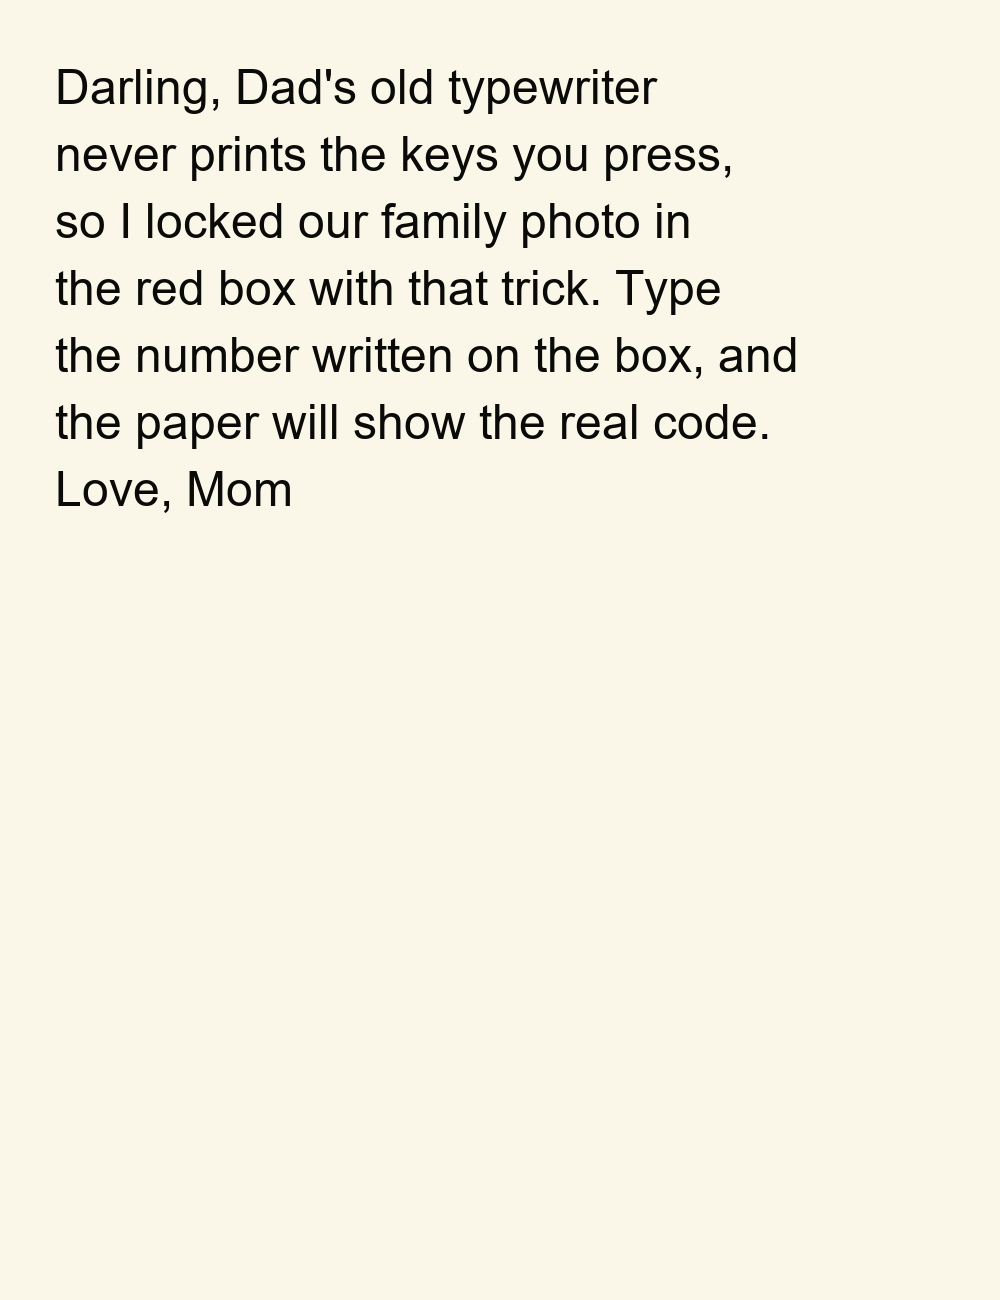 Darling, Dad's old typewriter
never prints the keys you press,
so I locked our family photo in
the red box with that trick. Type
the number written on the box, and
the paper will show the real code.
Love, Mom